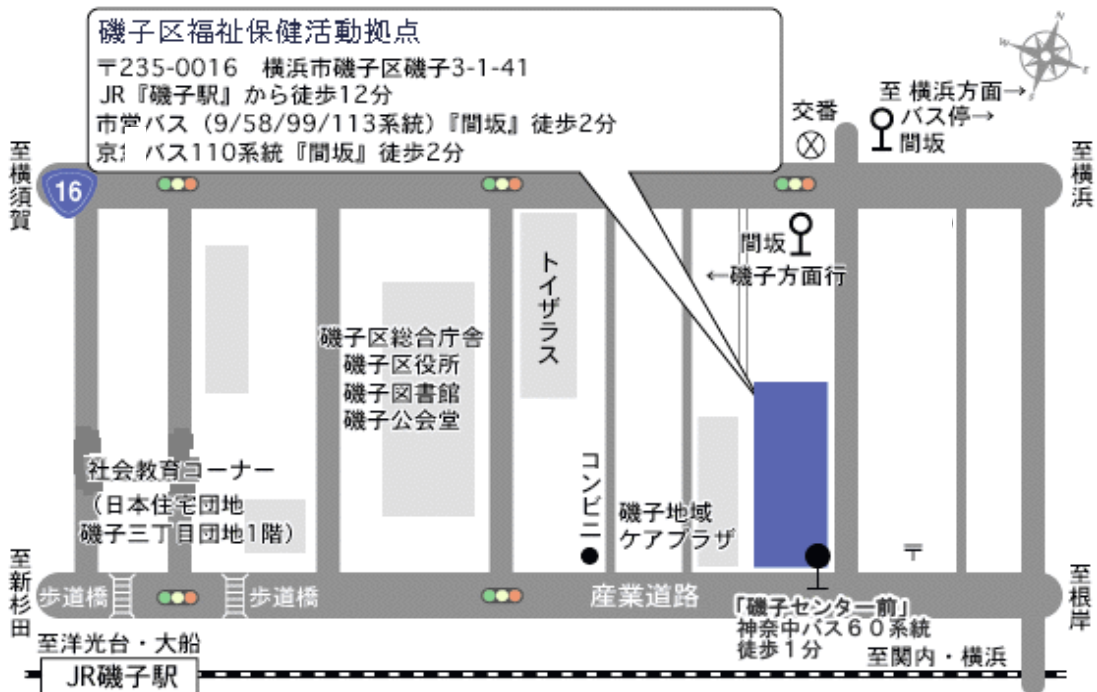 磯子区福祉保健活動拠点
〒235-0016 横浜市磯子区磯子3-1-41
JR『磯子駅』から徒歩12分
市営バス（9/58/99/113系統）『間坂』徒歩2分
バス110系統『間坂』徒歩2分
N
W
E
S
至 横浜方面→
交番
バス停→
間坂
至横須賀
16
至横浜
間坂
←磯子方面行
トイザラス
磯子区総合庁舎
磯子区役所
磯子図書館
磯子公会堂
社会教育コーナー
（日本住宅団地
磯子三丁目団地1階）
コンビニ
磯子地域
ケアプラザ
〒
至新杉田
歩道橋
歩道橋
産業道路
至根岸
「磯子センター前」
神奈中バス６０系統
徒歩１分
至洋光台・大船
至関内・横浜
JR磯子駅